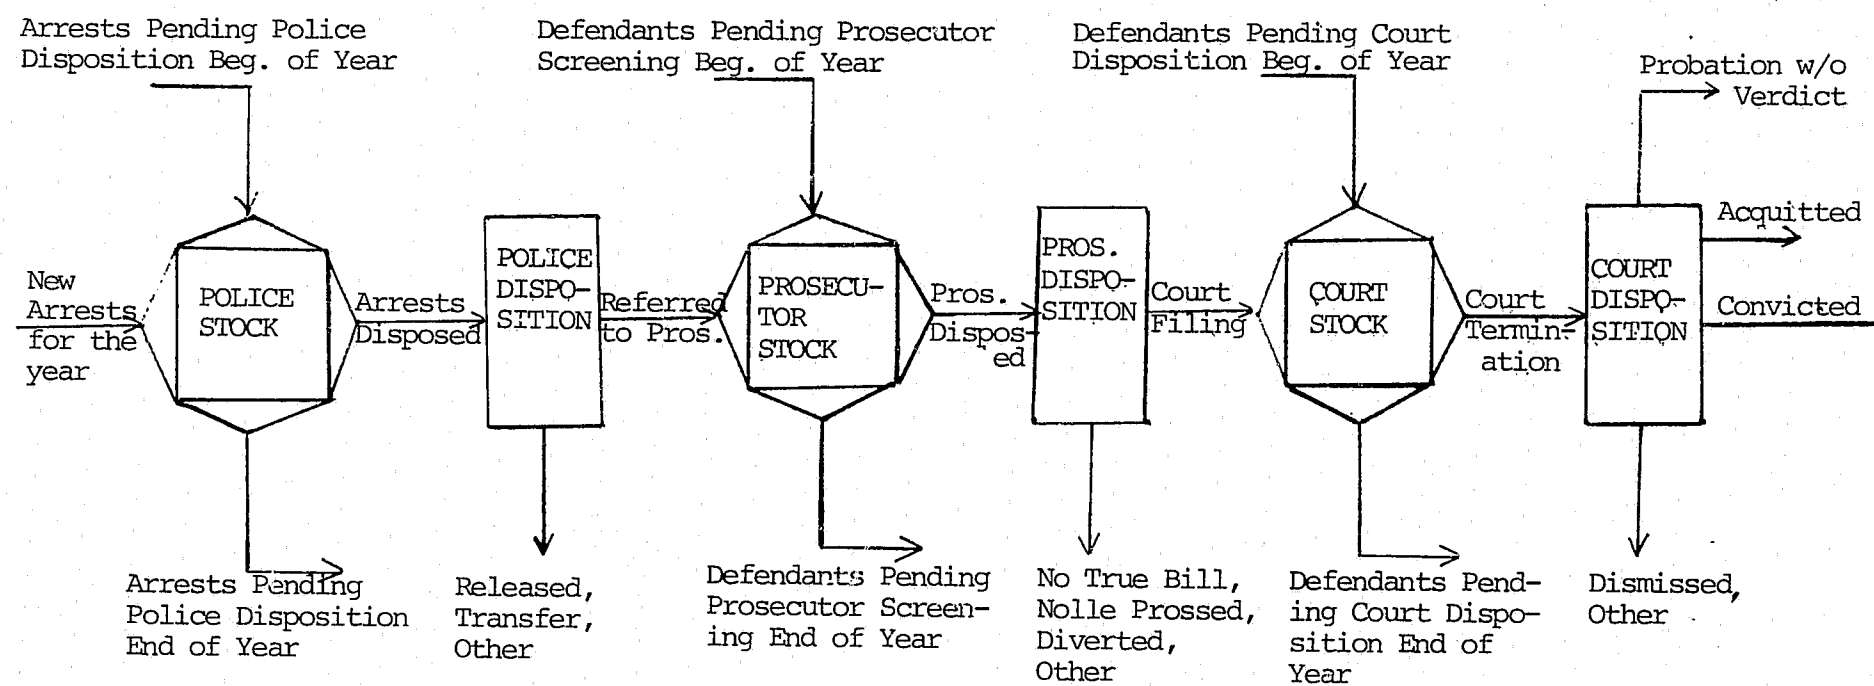 Arrests Pending Police
Disposition Beg. of Year
Defendants Pending Prosecutor
Screening Beg. of Year
Defendants Pending Court
Disposition Beg. of Year
Probation w/o
Verdict
New
Arrests
for the
year
POLICE
STOCK
Arrests
Disposed
POLICE
DISPO-
SITION
Referred
to Pros.
PROSECU-
TOR
STOCK
Pros.
Dispos-
ed
PROS.
DISPO-
SITION
Court
Filing
COURT
STOCK
Court
Termin-
ation
COURT
DISPO-
SITION
Acquitted
Convicted
Arrests Pending
Police Disposition
End of Year
Released,
Transfer,
Other
Defendants Pending
Prosecutor Screen-
ing End of Year
No True Bill,
Nolle Prossed,
Diverted,
Other
Defendants Pend-
ing Court Dispo-
sition End of
Year
Dismissed,
Other